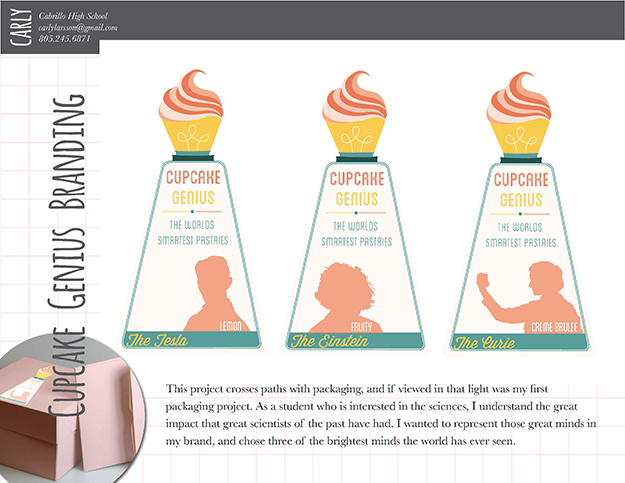 CARLY
Cabrillo High School
carlylarsson@gmail.com
805.245.6871
CUPCAKE GENIUS BRANDING
CUPCAKE
GENIUS
THE WORLDS
SMARTEST PASTRIES
LEMON
The Tesla
CUPCAKE
GENIUS
THE WORLDS
SMARTEST PASTRIES
FRUITY
The Einstein
CUPCAKE
GENIUS
THE WORLDS
SMARTEST PASTRIES
CREME BRULEE
The Curie
This project crosses paths with packaging, and if viewed in that light was my first
packaging project. As a student who is interested in the sciences, I understand the great
impact that great scientists of the past have had. I wanted to represent those great minds in
my brand, and chose three of the brightest minds the world has ever seen.